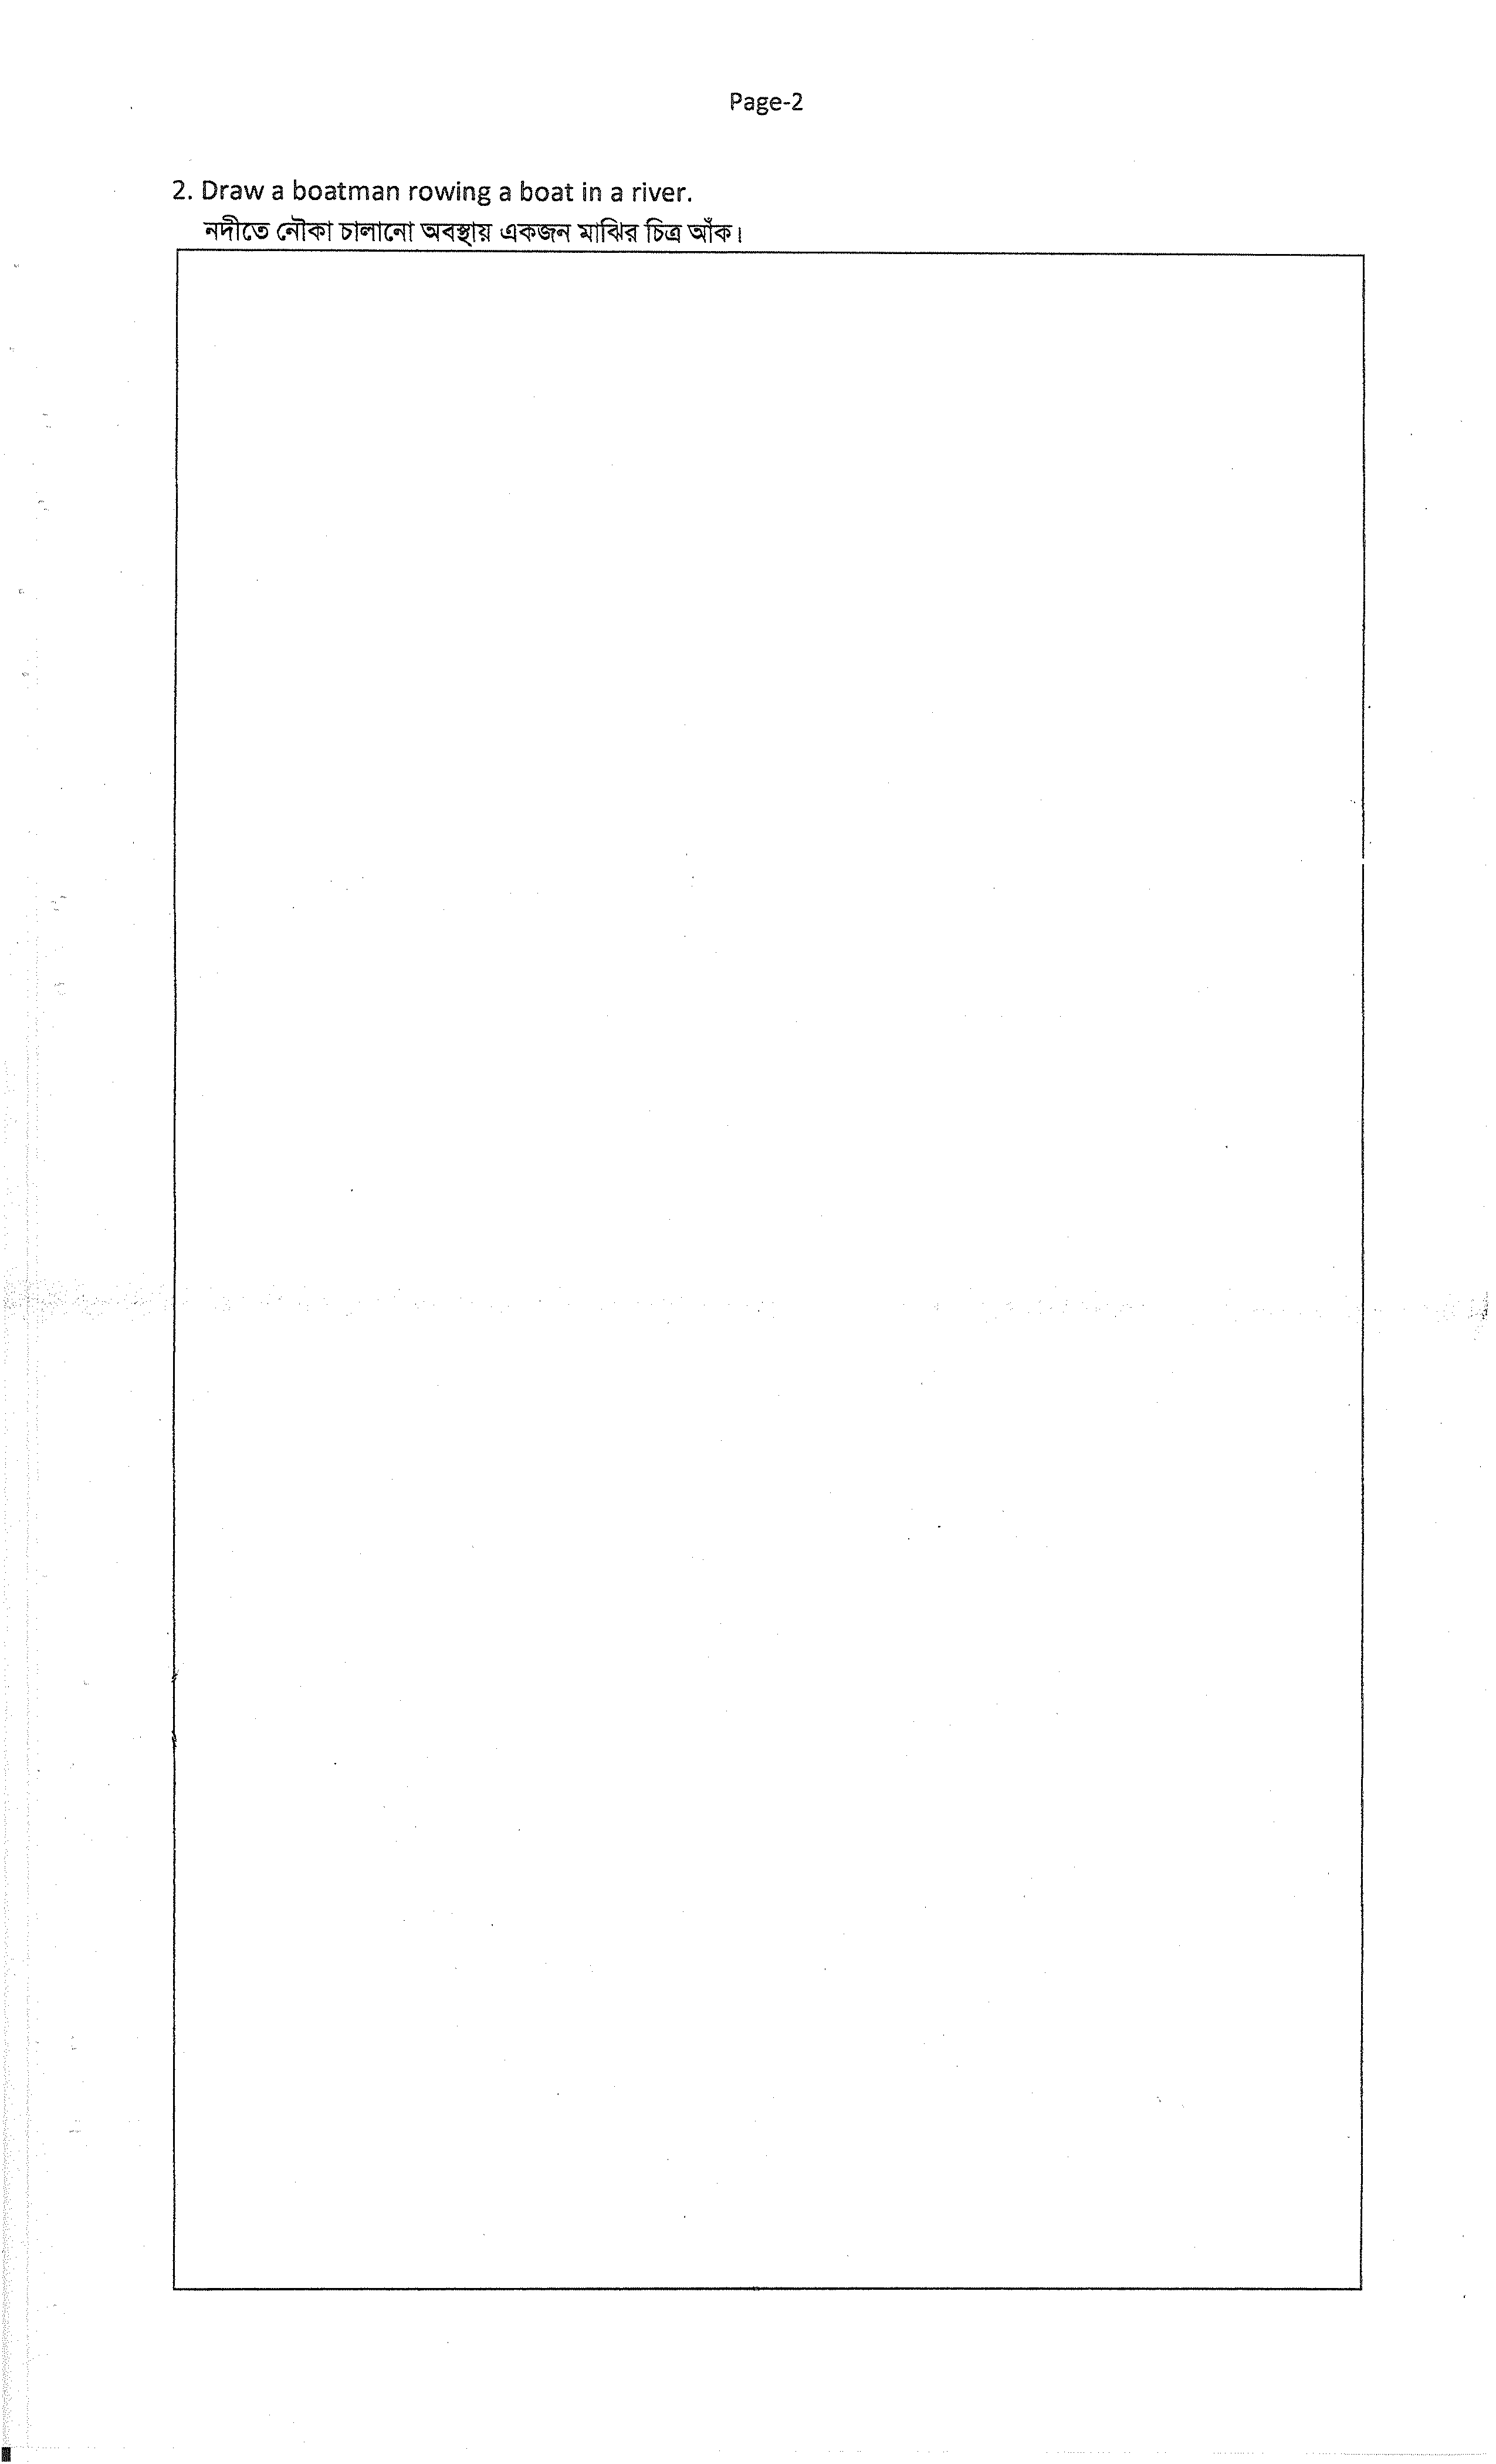 Page-2
2. Draw a boatman rowing a boat in a river.
নদীতে নৌকা চালানো অবস্থায় একজন মাঝির চিত্র আঁক।